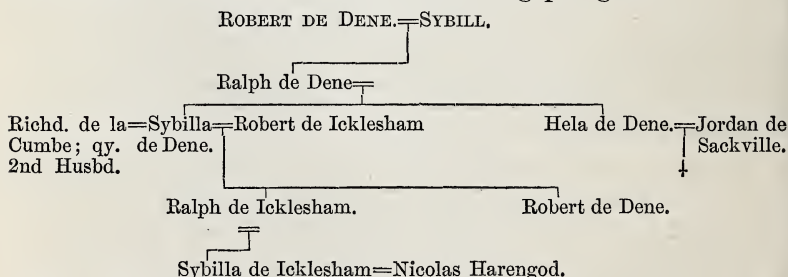 ROBERT DE DENE.=SYBILL.
Ralph de Dene=
Richd. de la=Sybilla=Robert de Icklesham Hela de Dene.=Jordan de
Cumbe; qy. de Dene. Sackville.
2nd Husbd.
Ralph de Icklesham. Robert de Dene.
Sybilla de Icklesham=Nicolas Harengod.